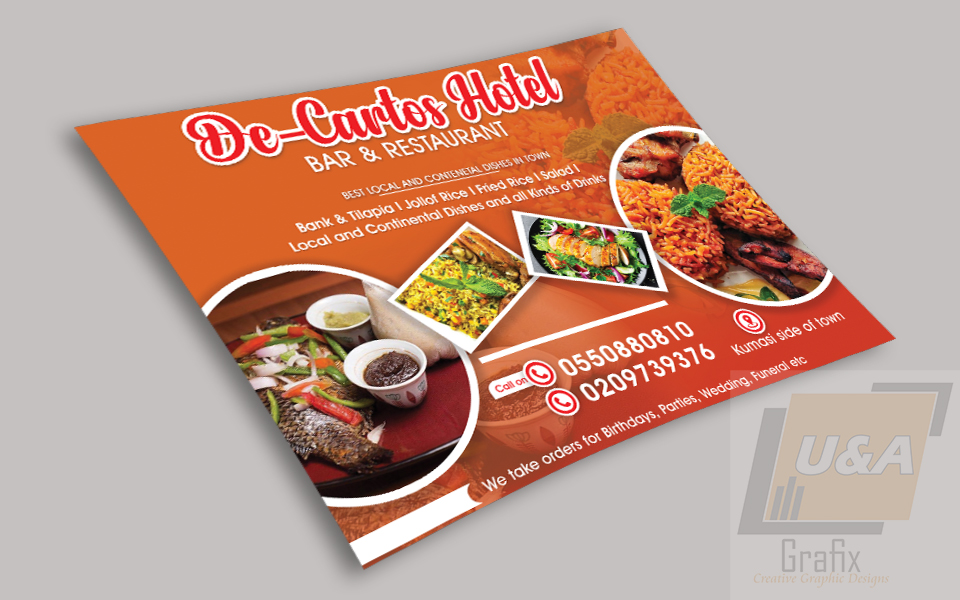 De-Cartos Hotel
BAR & RESTAURANT
BEST LOCAL AND CONTENETAL DISHES IN TOWN
Bank & Tilapia I Jollof Rice I Fried Rice I Salad I
Local and Continental Dishes and all Kinds of Drinks
Call on
0550880810
0209739376
Kumasi side of town
We take orders for Birthdays, Parties, Wedding, Funeral etc
U&A
Grafix
Creative Graphic Designs